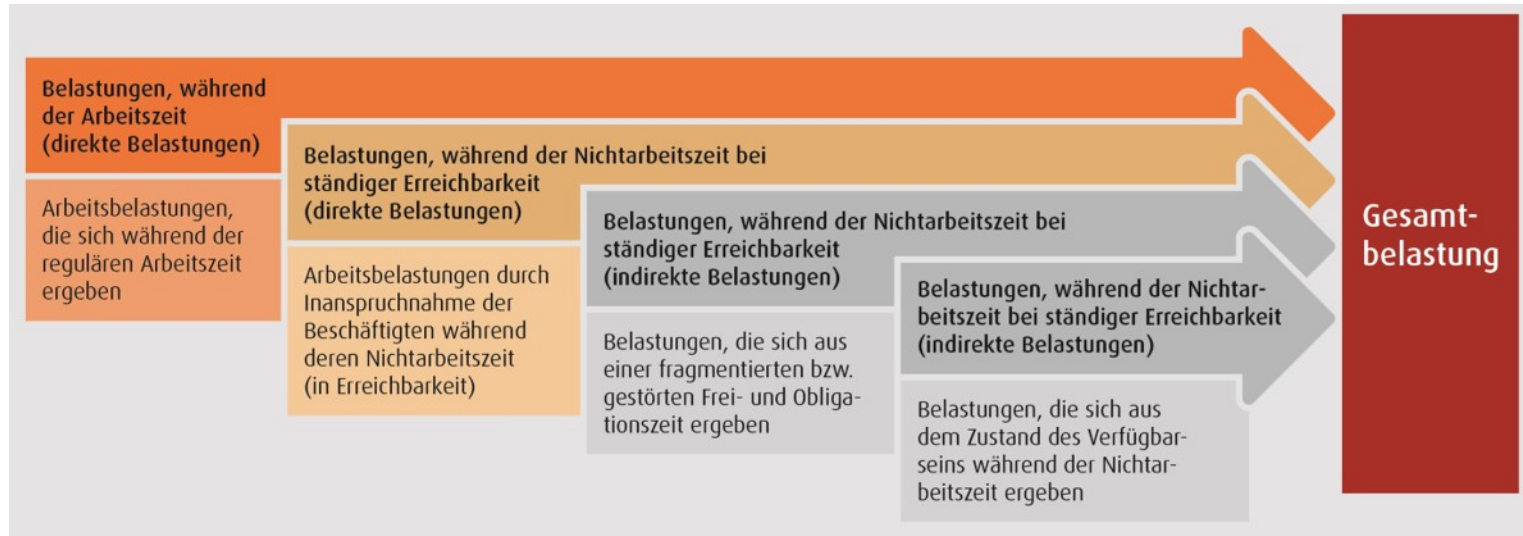 Belastungen, während
der Arbeitszeit
(direkte Belastungen)
Arbeitsbelastungen,
die sich während der
regulären Arbeitszeit
ergeben
Belastungen, während der Nichtarbeitszeit bei
ständiger Erreichbarkeit
(direkte Belastungen)
Arbeitsbelastungen durch
Inanspruchnahme der
Beschäftigten während
deren Nichtarbeitszeit
(in Erreichbarkeit)
Belastungen, während der Nichtarbeitszeit bei
ständiger Erreichbarkeit
(indirekte Belastungen)
Belastungen, die sich aus
einer fragmentierten bzw.
gestörten Frei- und Obliga-
tionszeit ergeben
Belastungen, während der Nichtar-
beitszeit bei ständiger Erreichbarkeit
(indirekte Belastungen)
Belastungen, die sich aus
dem Zustand des Verfügbar-
seins während der Nichtar-
beitszeit ergeben
Gesamt-
belastung